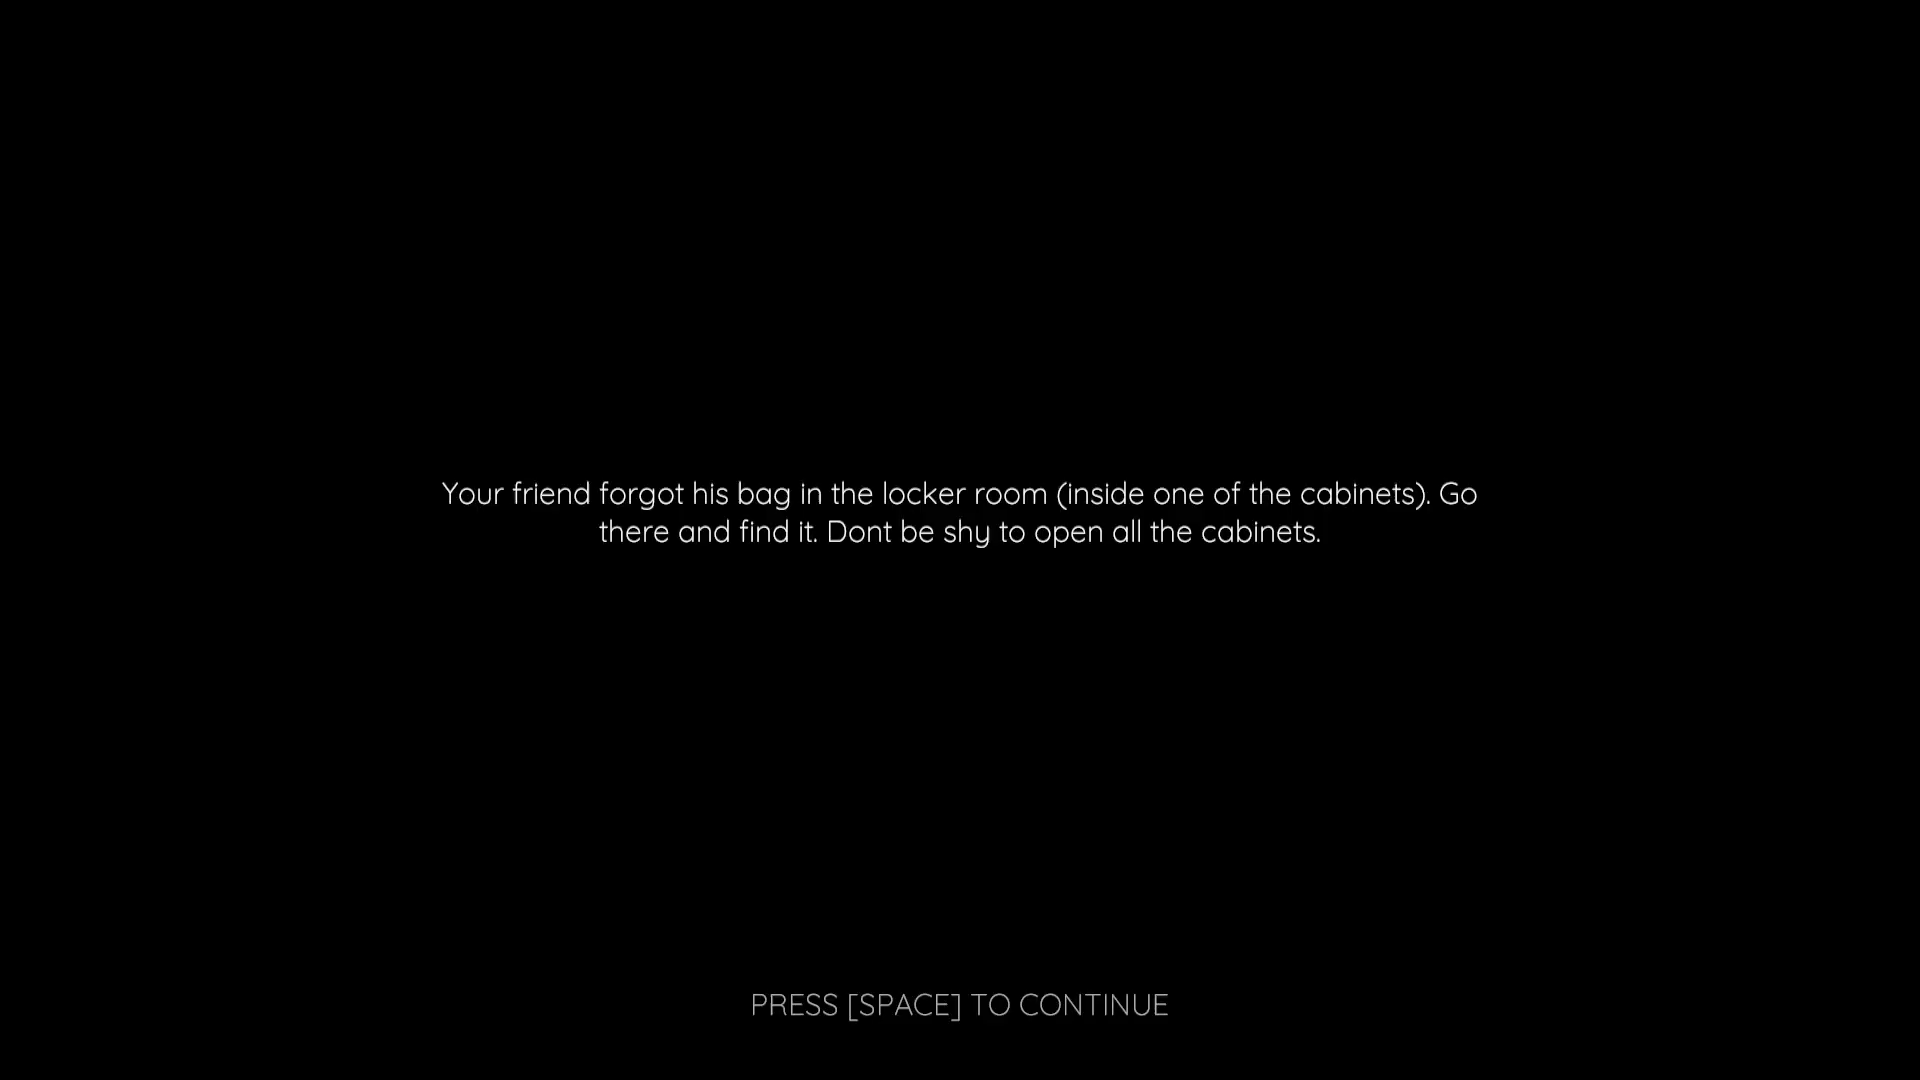 Your friend forgot his bag in the locker room (inside one of the cabinets). Go
there and find it. Dont be shy to open all the cabinets.
PRESS [SPACE] TO CONTINUE